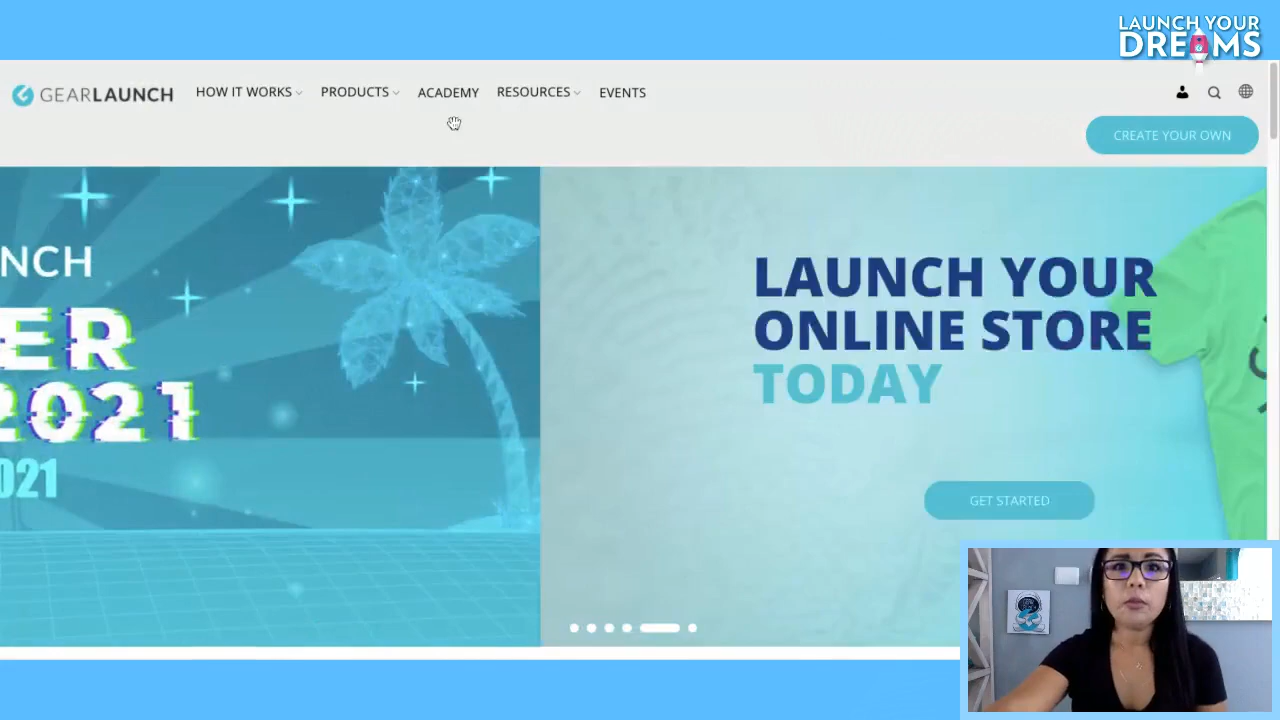 LAUNCH YOUR
DREAMS
GEARLAUNCH
HOW IT WORKS
PRODUCTS
ACADEMY
RESOURCES
EVENTS
CREATE YOUR OWN
NCH
ER
2021
021
LAUNCH YOUR
ONLINE STORE
TODAY
GET STARTED